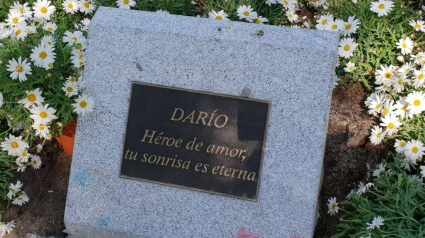 DARÍO
Héroe de amor,
tu sonrisa es eterna